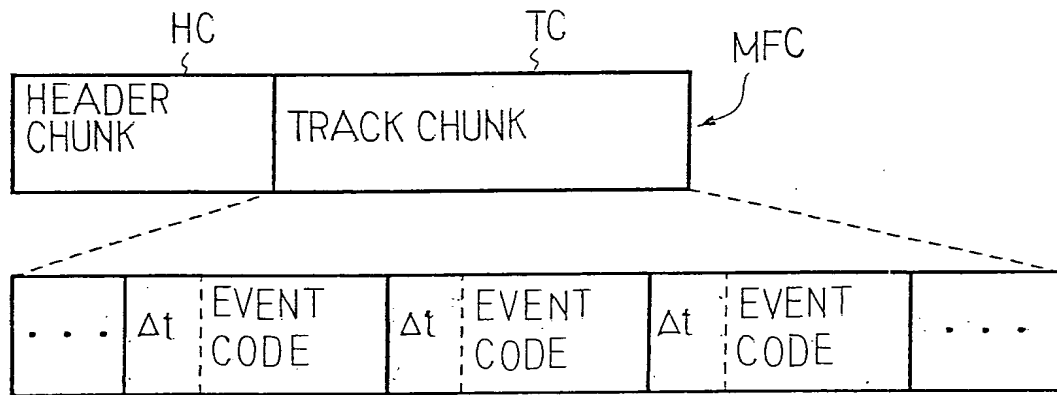 HC
TC
MFC
HEADER
CHUNK
TRACK CHUNK
... Δt EVENT CODE Δt EVENT CODE Δt EVENT CODE ...